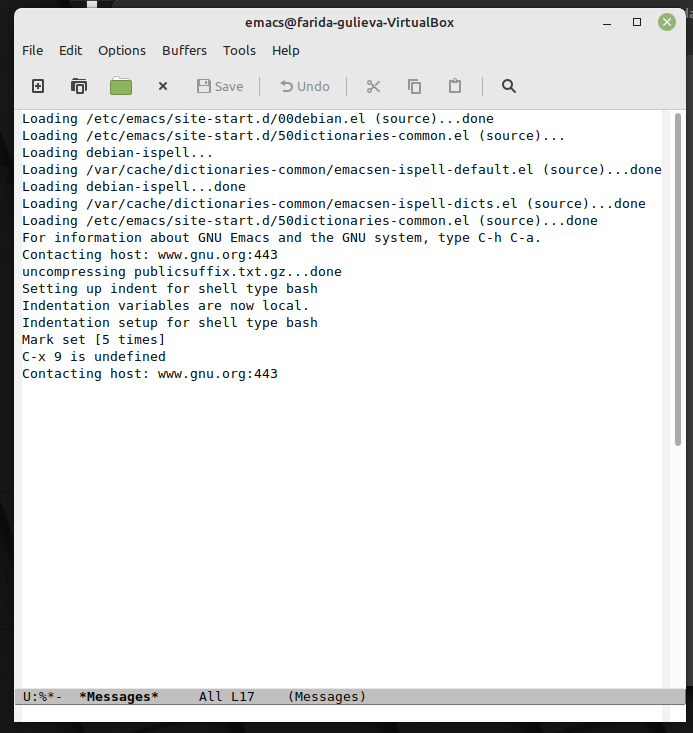 emacs@farida-gulieva-VirtualBox
File Edit Options Buffers Tools Help
Save Undo
Loading /etc/emacs/site-start.d/00debian.el (source)...done
Loading /etc/emacs/site-start.d/50dictionaries-common.el (source)...
Loading debian-ispell...
Loading /var/cache/dictionaries-common/emacsen-ispell-default.el (source)...done
Loading debian-ispell...done
Loading /var/cache/dictionaries-common/emacsen-ispell-dicts.el (source)...done
Loading /etc/emacs/site-start.d/50dictionaries-common.el (source)...done
For information about GNU Emacs and the GNU system, type C-h C-a.
Contacting host: www.gnu.org:443
uncompressing publicsuffix.txt.gz...done
Setting up indent for shell type bash
Indentation variables are now local.
Indentation setup for shell type bash
Mark set [5 times]
C-x 9 is undefined
Contacting host: www.gnu.org:443
U:%*- *Messages* All L17 (Messages)